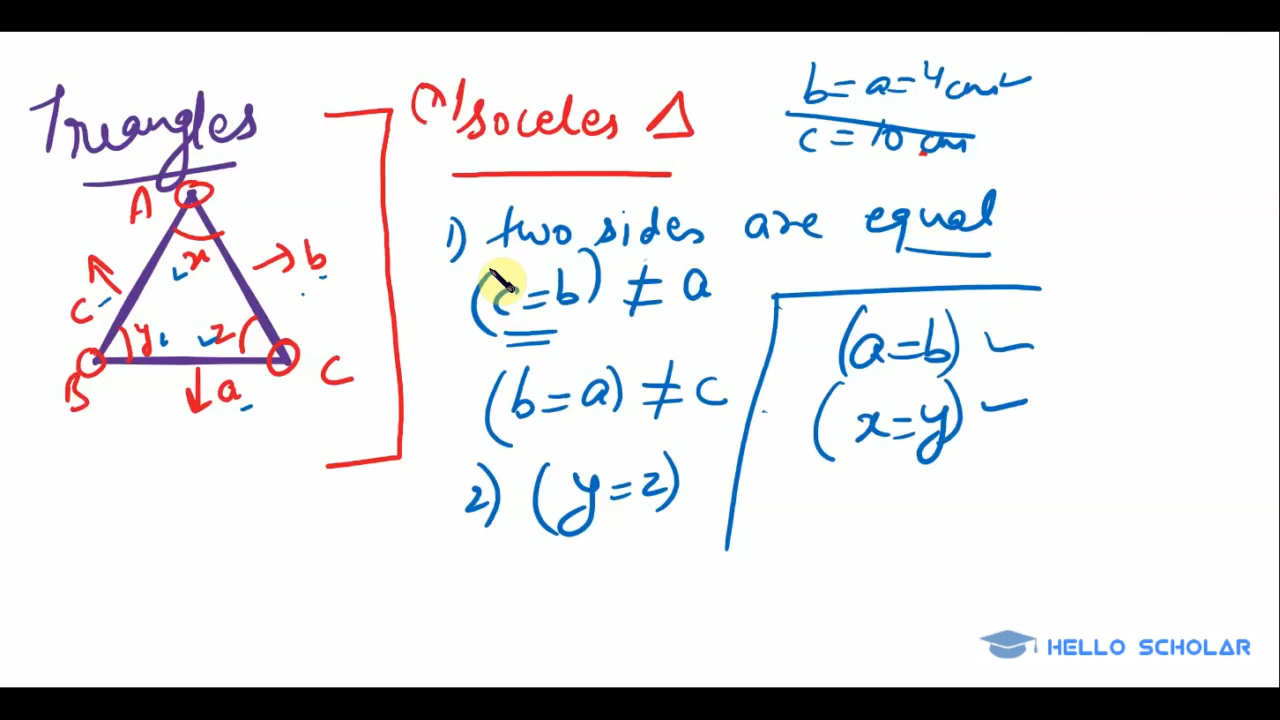 Triangles
A
x
c
b
y
z
B
C
a
Isoceles Δ
b = a = 4 cm
c = 10 cm
1) two sides are equal
(c = b) ≠ a
(b = a) ≠ c
2) (y = z)
(a = b) ✓
(x = y) ✓
HELLO SCHOLAR